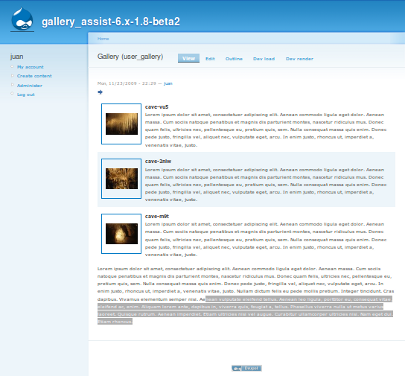 gallery_assist-6.x-1.8-beta2
Home
juan
My account
Create content
Administer
Log out
Gallery (user_gallery)
View Edit Outline Dev load Dev render
juan
cave-vu5
Lorem ipsum dolor sit amet, consectetuer adipiscing elit. Aenean commodo ligula eget dolor. Aenean
massa. Cum sociis natoque penatibus et magnis dis parturient montes, nascetur ridiculus mus. Donec
quam felis, ultricies nec, pellentesque eu, pretium quis, sem. Nulla consequat massa quis enim. Donec
pede justo, fringilla vel, aliquet nec, vulputate eget, arcu. In enim justo, rhoncus ut, imperdiet a,
venenatis vitae, justo.
Lorem ipsum dolor sit amet, consectetuer adipiscing elit. Aenean commodo ligula eget dolor. Aenean
massa. Cum sociis natoque penatibus et magnis dis parturient montes, nascetur ridiculus mus. Donec
quam felis, ultricies nec, pellentesque eu, pretium quis, sem. Nulla consequat massa quis enim. Donec
pede justo, fringilla vel, aliquet nec, vulputate eget, arcu. In enim justo, rhoncus ut, imperdiet a,
venenatis vitae, justo.
Lorem ipsum dolor sit amet, consectetuer adipiscing elit. Aenean commodo ligula eget dolor. Aenean
massa. Cum sociis natoque penatibus et magnis dis parturient montes, nascetur ridiculus mus. Donec
quam felis, ultricies nec, pellentesque eu, pretium quis, sem. Nulla consequat massa quis enim. Donec
pede justo, fringilla vel, aliquet nec, vulputate eget, arcu. In enim justo, rhoncus ut, imperdiet a,
venenatis vitae, justo.
Lorem ipsum dolor sit amet, consectetuer adipiscing elit. Aenean commodo ligula eget dolor. Aenean massa. Cum sociis
natoque penatibus et magnis dis parturient montes, nascetur ridiculus mus. Donec quam felis, ultricies nec, pellentesque eu,
pretium quis, sem. Nulla consequat massa quis enim. Donec pede justo, fringilla vel, aliquet nec, vulputate eget, arcu. In
enim justo, rhoncus ut, imperdiet a, venenatis vitae, justo. Nullam dictum felis eu pede mollis pretium. Integer tincidunt. Cras
dapibus. Vivamus elementum semper nisi.